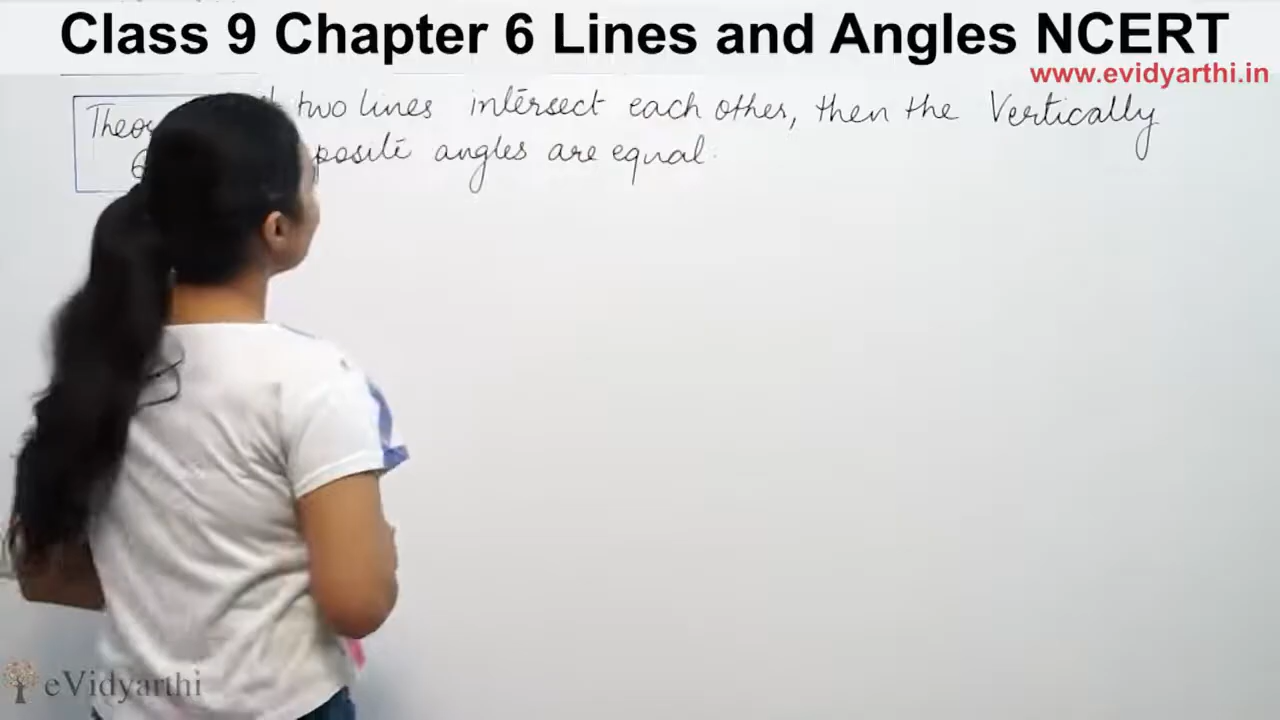 Class 9 Chapter 6 Lines and Angles NCERT
www.evidyarthi.in
two lines intersect each other, then the Vertically
angles are equal.
eVidyarthi